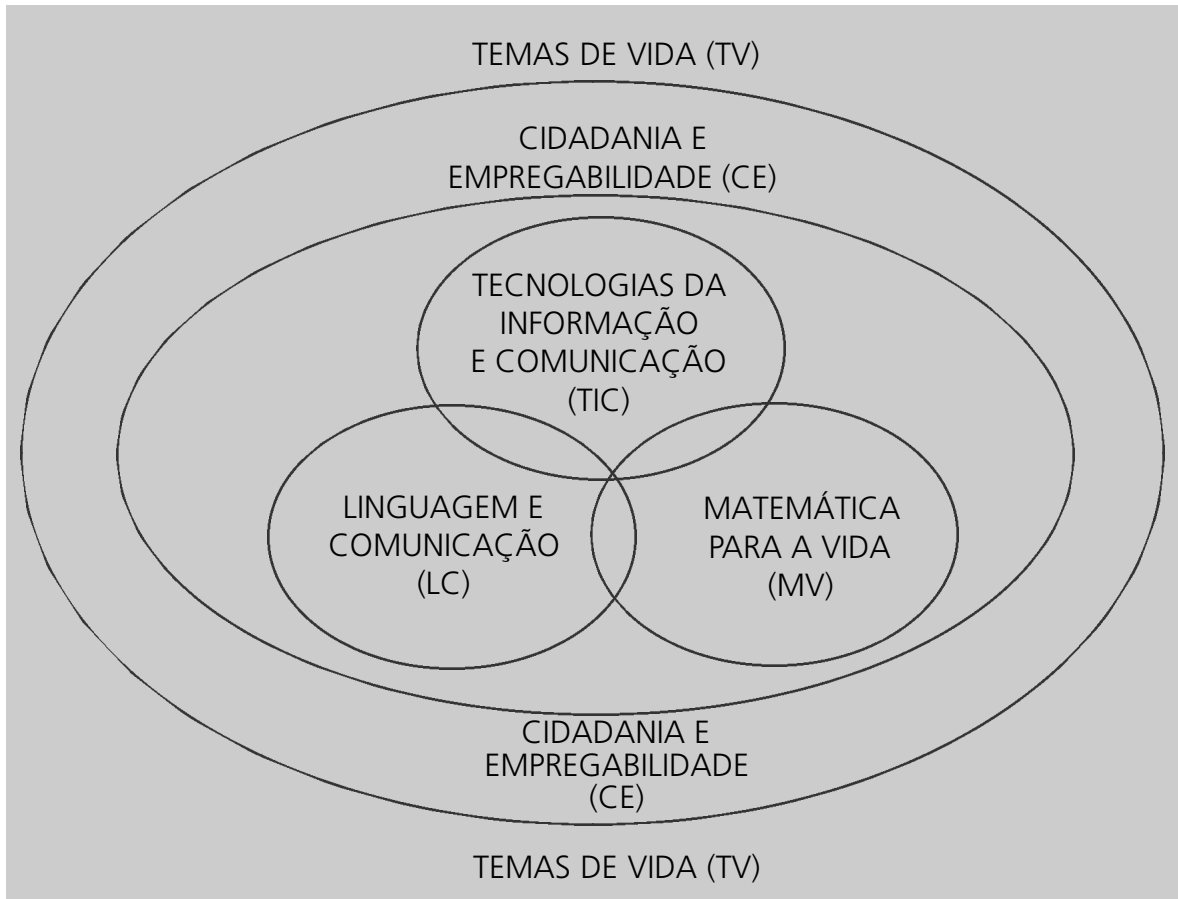 TEMAS DE VIDA (TV)
CIDADANIA E
EMPREGABILIDADE (CE)
TECNOLOGIAS DA
INFORMAÇÃO
E COMUNICAÇÃO
(TIC)
LINGUAGEM E
COMUNICAÇÃO
(LC)
MATEMÁTICA
PARA A VIDA
(MV)
CIDADANIA E
EMPREGABILIDADE
(CE)
TEMAS DE VIDA (TV)